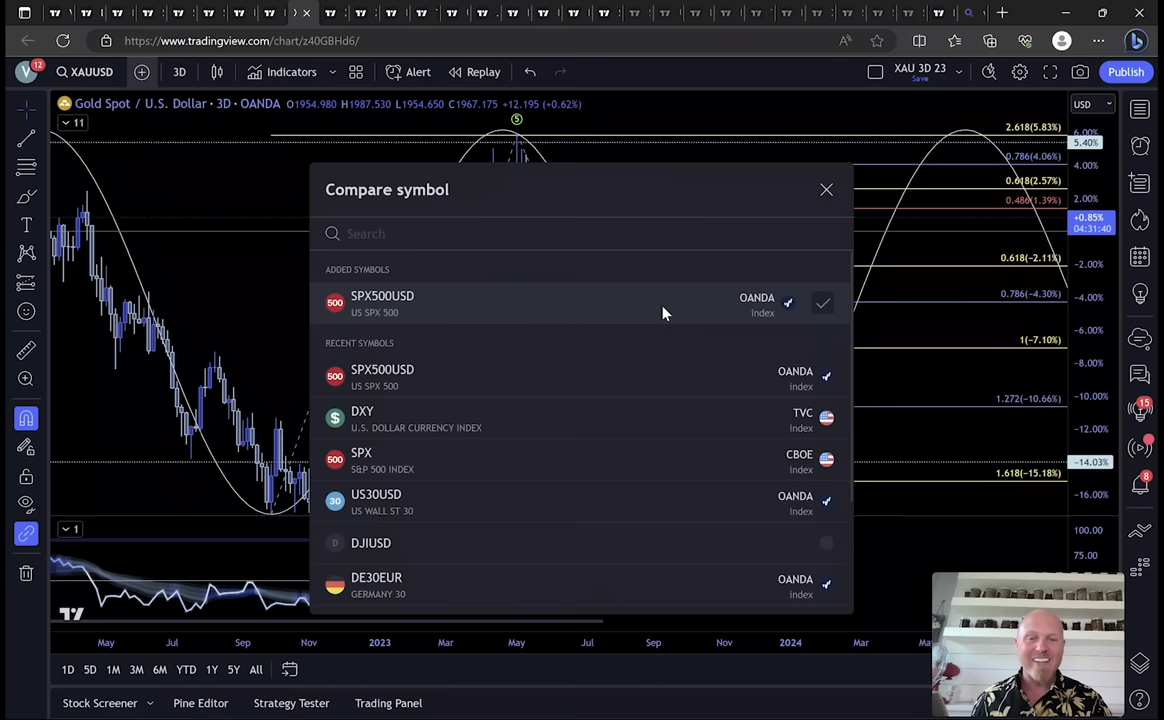 https://www.tradingview.com/chart/z40GBHd6/
V
12
XAUUSD
3D
Indicators
Alert
Replay
XAU 3D 23
Save
Publish
Gold Spot / U.S. Dollar · 3D · OANDA O1954.980 H1987.530 L1954.650 C1967.175 +12.195 (+0.62%)
USD
11
5
2.618(5.83%)
6.00%
5.40%
0.786(4.06%)
4.00%
0.618(2.57%)
0.486(1.39%)
2.00%
+0.85%
04:31:40
0.618(−2.11%)
−2.00%
0.786(−4.30%)
−4.00%
−6.00%
1(−7.10%)
−8.00%
−10.00%
1.272(−10.66%)
−12.00%
−14.03%
1.618(−15.18%)
−16.00%
Compare symbol
Search
ADDED SYMBOLS
500
SPX500USD
US SPX 500
OANDA
Index
RECENT SYMBOLS
500
SPX500USD
US SPX 500
OANDA
Index
$
DXY
U.S. DOLLAR CURRENCY INDEX
TVC
Index
500
SPX
S&P 500 INDEX
CBOE
Index
30
US30USD
US WALL ST 30
OANDA
Index
D
DJIUSD
DE30EUR
GERMANY 30
OANDA
Index
1
100.00
75.00
15
8
May
Jul
Sep
Nov
2023
Mar
May
Jul
Sep
Nov
2024
Mar
1D
5D
1M
3M
6M
YTD
1Y
5Y
All
Stock Screener
Pine Editor
Strategy Tester
Trading Panel